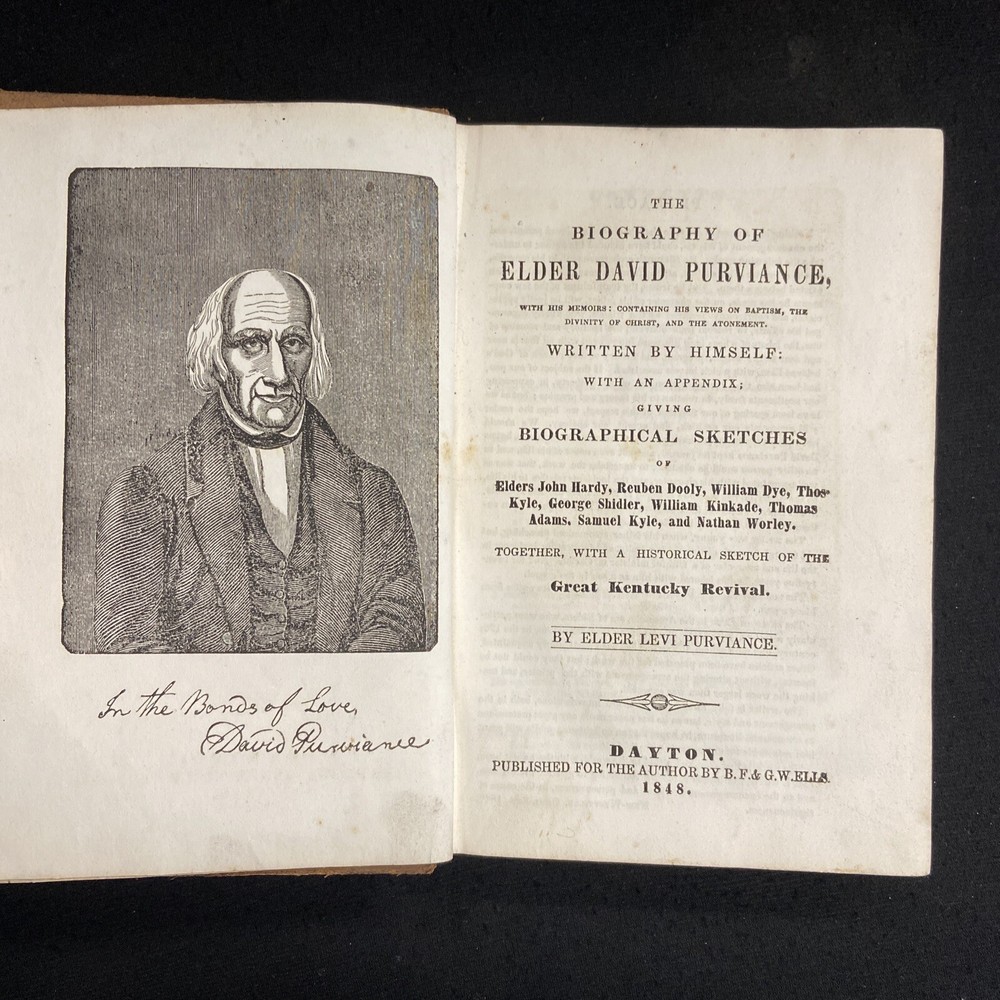 In the Bonds of Love,
David Purviance
THE
BIOGRAPHY OF
ELDER DAVID PURVIANCE,
WITH HIS MEMOIRS: CONTAINING HIS VIEWS ON BAPTISM, THE
DIVINITY OF CHRIST, AND THE ATONEMENT.
WRITTEN BY HIMSELF:
WITH AN APPENDIX;
GIVING
BIOGRAPHICAL SKETCHES
OF
Elders John Hardy, Reuben Dooly, William Dye, Thos.
Kyle, George Shidler, William Kinkade, Thomas
Adams, Samuel Kyle, and Nathan Worley.
TOGETHER, WITH A HISTORICAL SKETCH OF THE
Great Kentucky Revival.
BY ELDER LEVI PURVIANCE.
DAYTON.
PUBLISHED FOR THE AUTHOR BY B. F. & G. W. ELLS.
1848.